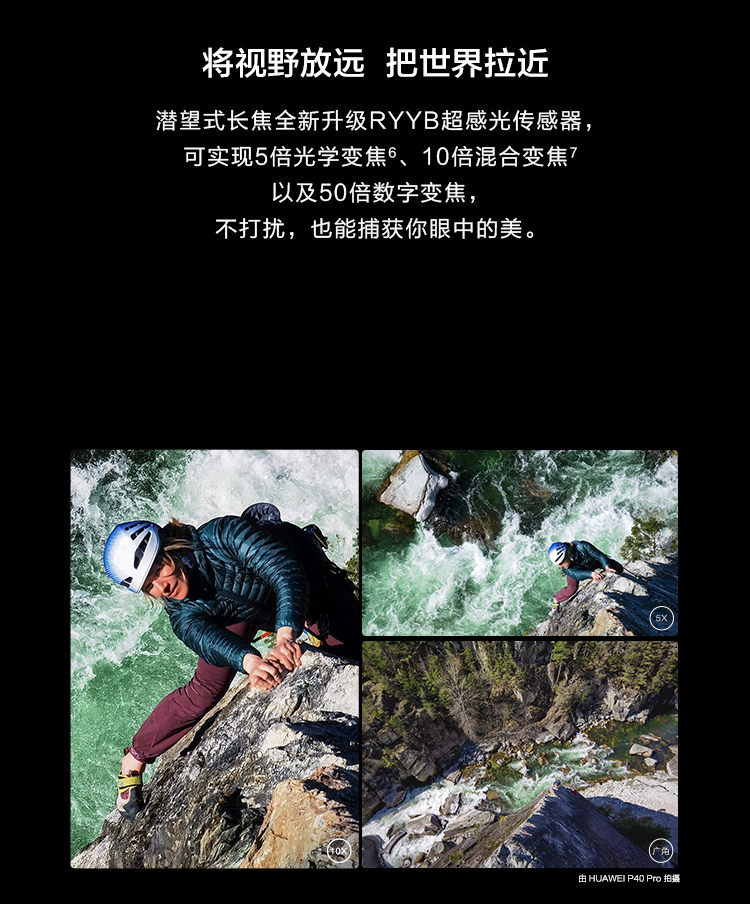 将视野放远 把世界拉近
潜望式长焦全新升级RYYB超感光传感器，
可实现5倍光学变焦⁶、10倍混合变焦⁷
以及50倍数字变焦，
不打扰，也能捕获你眼中的美。
5X
10X
广角
由 HUAWEI P40 Pro 拍摄